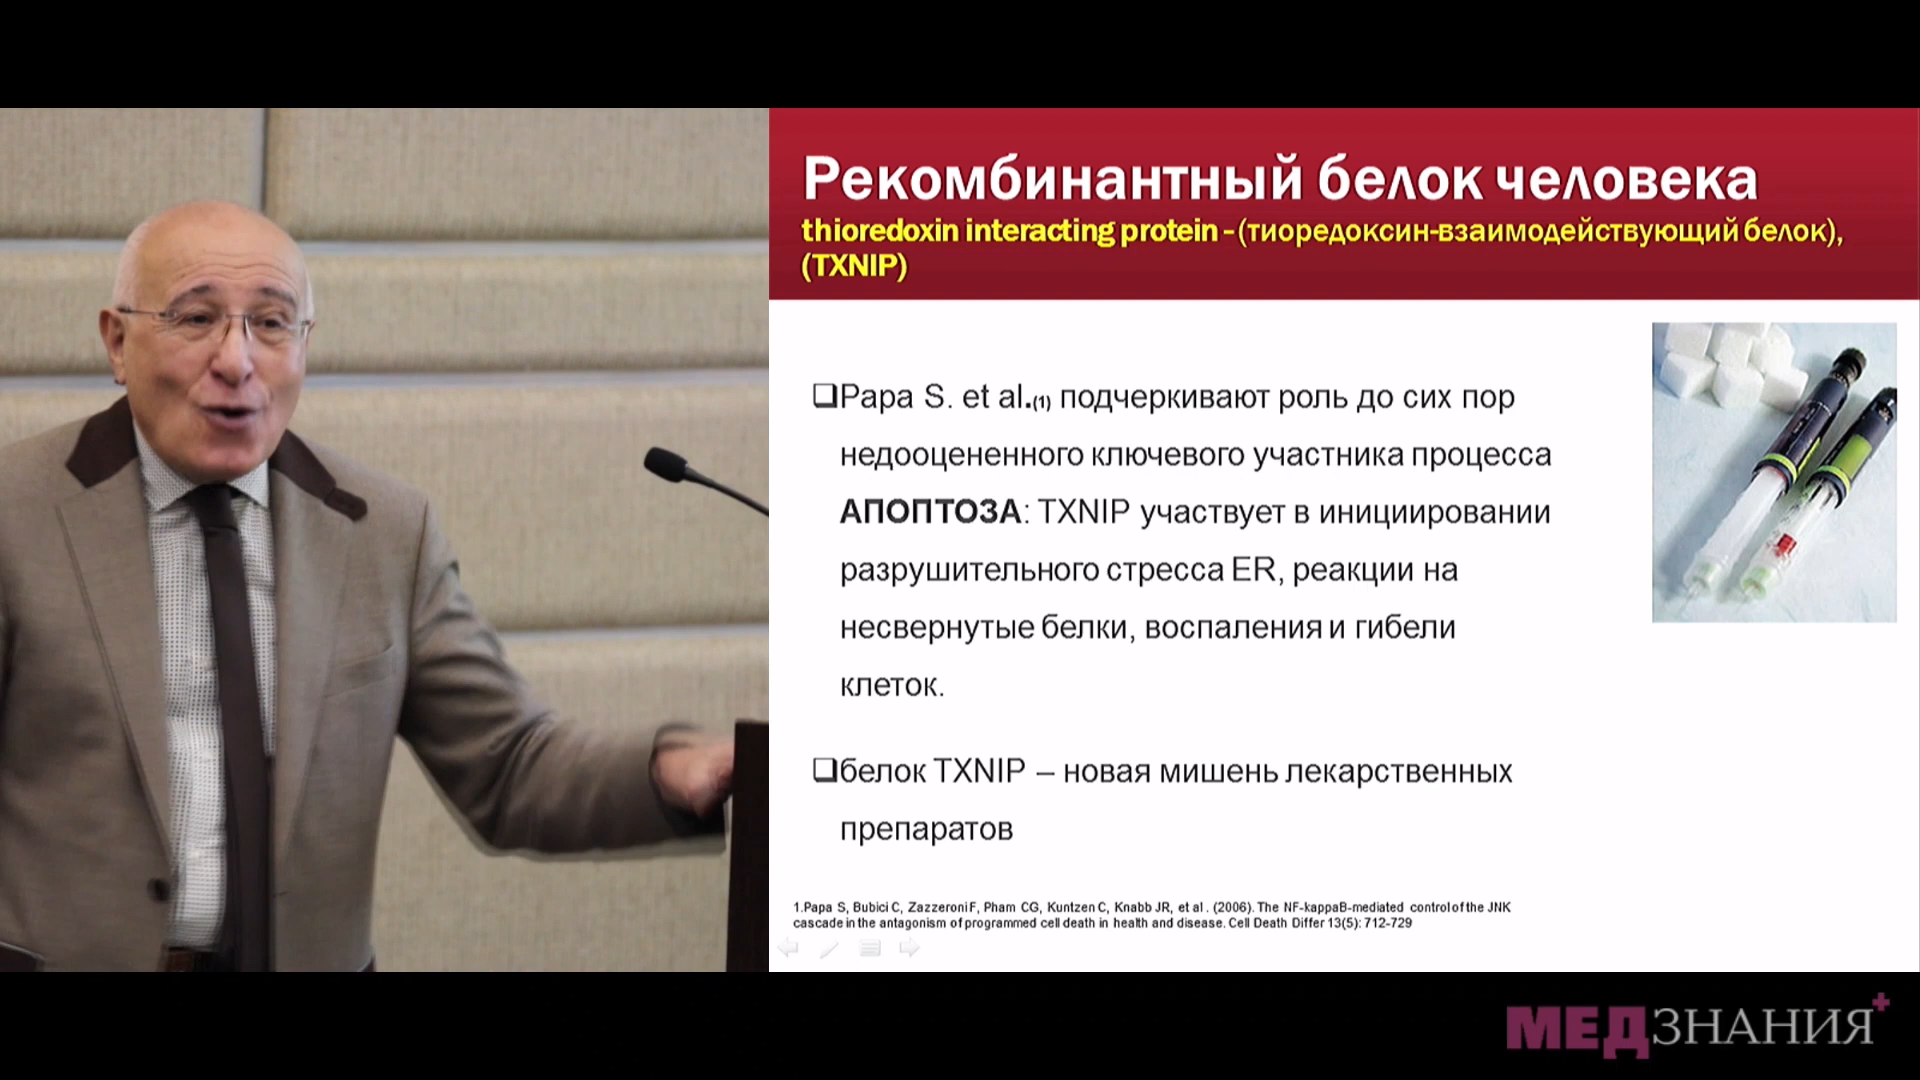 Рекомбинантный белок человека
thioredoxin interacting protein - (тиоредоксин-взаимодействующий белок),
(TXNIP)
❑Papa S. et al.(1) подчеркивают роль до сих пор
недооцененного ключевого участника процесса
АПОПТОЗА: TXNIP участвует в инициировании
разрушительного стресса ER, реакции на
несвернутые белки, воспаления и гибели
клеток.
❑белок TXNIP – новая мишень лекарственных
препаратов
1.Papa S, Bubici C, Zazzeroni F, Pham CG, Kuntzen C, Knabb JR, et al. (2006). The NF-kappaB-mediated control of the JNK
cascade in the antagonism of programmed cell death in health and disease. Cell Death Differ 13(5): 712-729
МЕДЗНАНИЯ+